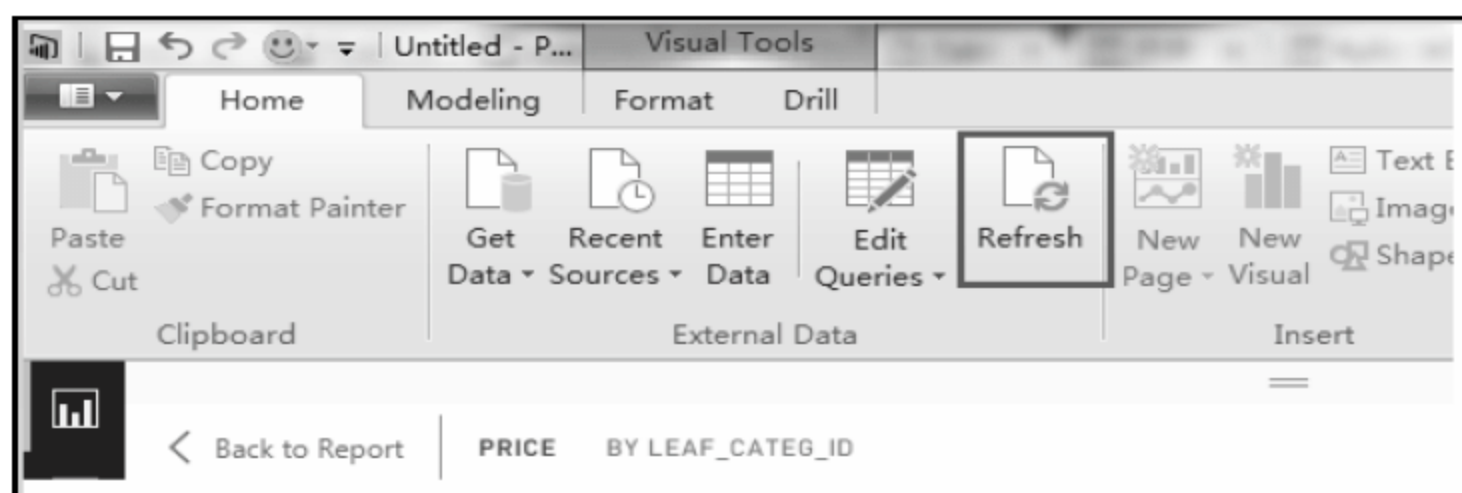 Untitled - P...
Visual Tools
Home
Modeling
Format
Drill
Paste
Copy
Format Painter
Cut
Clipboard
Get
Data
Recent
Sources
Enter
Data
Edit
Queries
Refresh
External Data
New
Page
New
Visual
Text
Insert
Back to Report
PRICE
BY LEAF_CATEG_ID